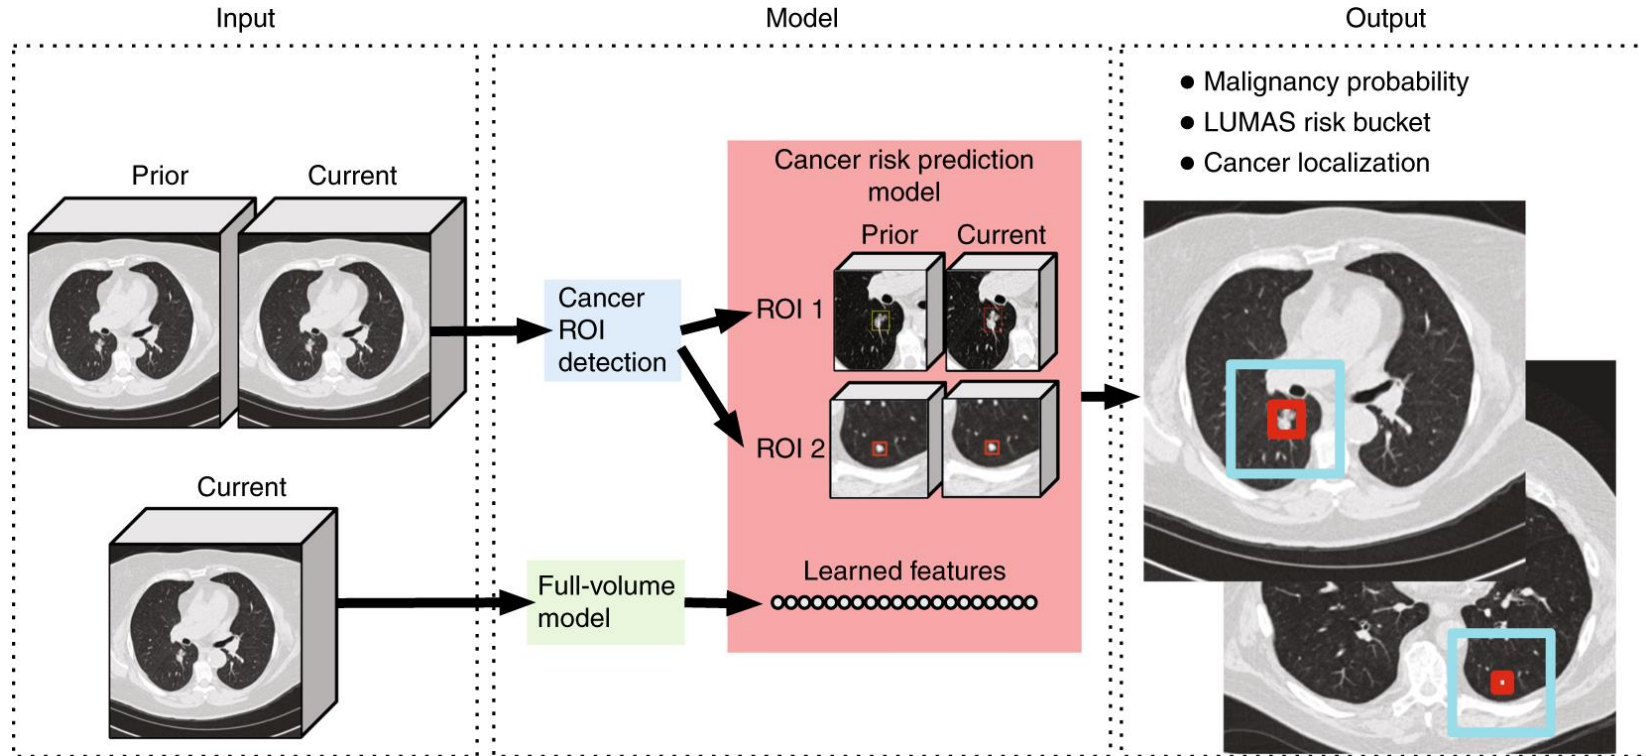 Input
Model
Output
Prior
Current
Current
Cancer
ROI
detection
Full-volume
model
Cancer risk prediction
model
Prior
Current
ROI 1
ROI 2
Learned features
● Malignancy probability
● LUMAS risk bucket
● Cancer localization